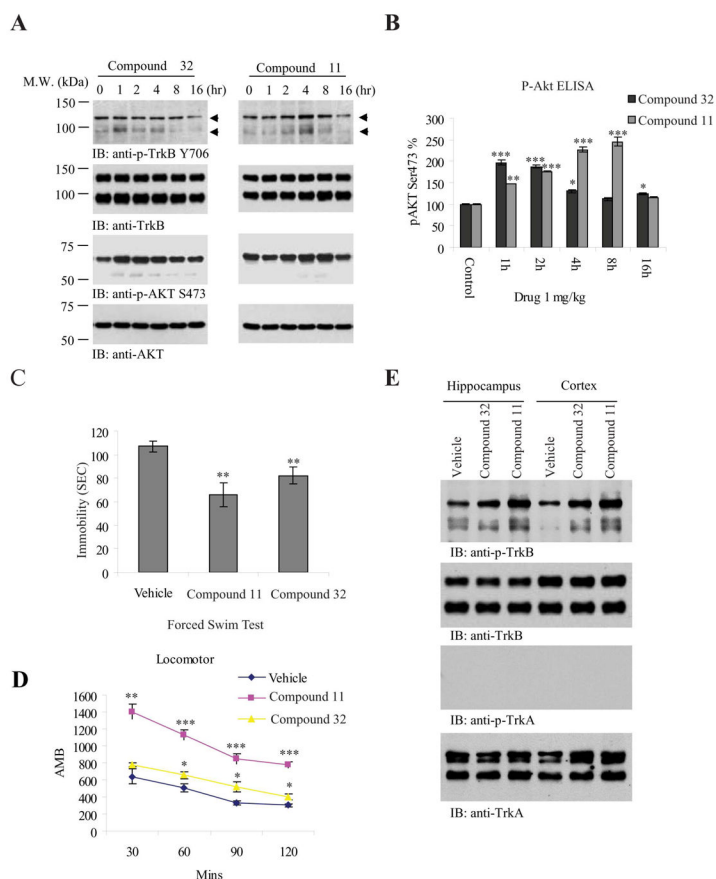 A
Compound 32
Compound 11
M.W. (kDa)
0 1 2 4 8 16 (hr)
0 1 2 4 8 16 (hr)
150
100
IB: anti-p-TrkB Y706
150
100
IB: anti-TrkB
75
50
IB: anti-p-AKT S473
75
50
IB: anti-AKT
B
P-Akt ELISA
Compound 32
Compound 11
pAKT Ser473 %
300
250
200
150
100
50
0
***
**
***
***
*
***
***
*
Control
1h
2h
4h
8h
16h
Drug 1 mg/kg
C
Immobility (SEC)
120
100
80
60
40
20
0
**
**
Vehicle
Compound 11
Compound 32
Forced Swim Test
D
Locomotor
Vehicle
Compound 11
Compound 32
AMB
1600
1400
1200
1000
800
600
400
200
0
**
***
***
***
*
*
*
30
60
90
120
Mins
E
Hippocampus
Cortex
Vehicle
Compound 32
Compound 11
Vehicle
Compound 32
Compound 11
IB: anti-p-TrkB
IB: anti-TrkB
IB: anti-p-TrkA
IB: anti-TrkA